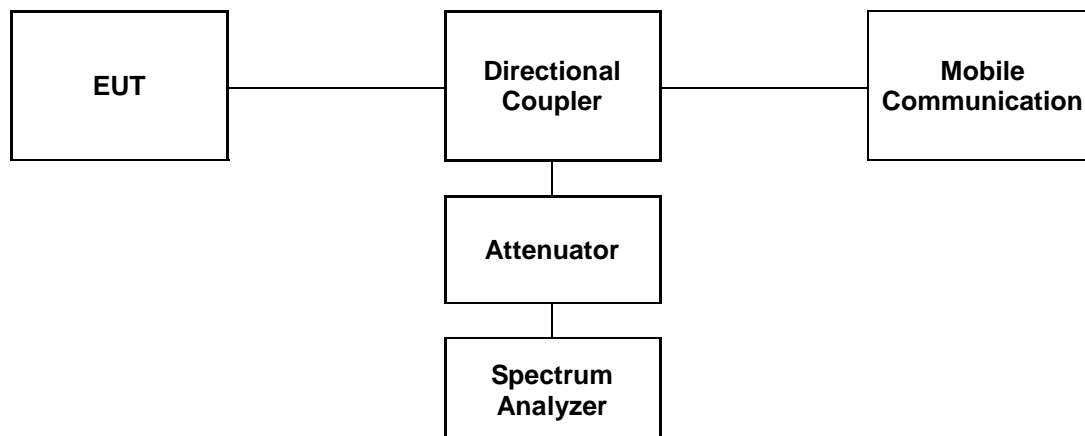 EUT
Directional
Coupler
Mobile
Communication
Attenuator
Spectrum
Analyzer